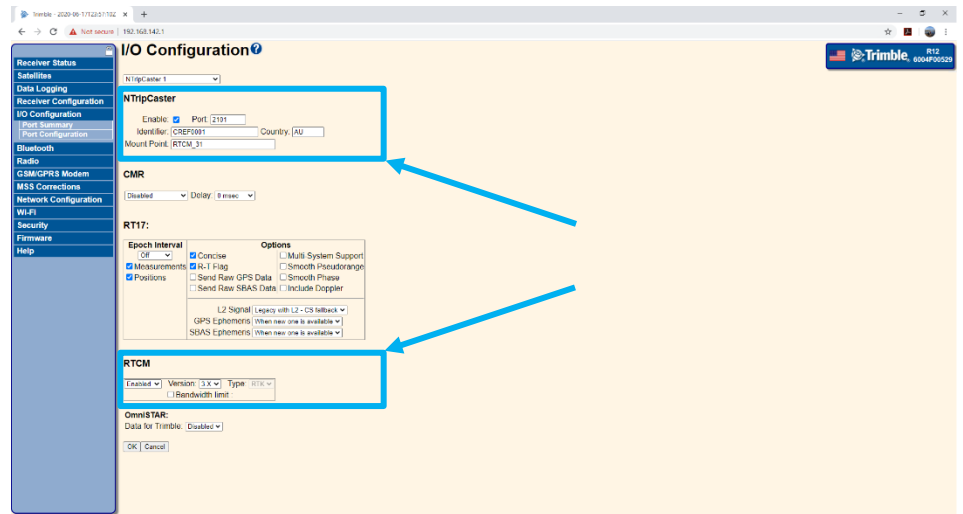 Trimble - 2020-06-17T23:57:10Z
Not secure | 192.168.142.1
I/O Configuration
Trimble.
R12
6004F00529
Receiver Status
Satellites
Data Logging
Receiver Configuration
I/O Configuration
Port Summary
Port Configuration
Bluetooth
Radio
GSM/GPRS Modem
MSS Corrections
Network Configuration
Wi-Fi
Security
Firmware
Help
NTripCaster 1
NTripCaster
Enable: Port: 2101
Identifier: CREF0001 Country: AU
Mount Point: RTCM_31
CMR
Disabled Delay: 0 msec
RT17:
Epoch Interval Options
Off Concise Multi-System Support
Measurements R-T Flag Smooth Pseudorange
Positions Send Raw GPS Data Smooth Phase
Send Raw SBAS Data Include Doppler
L2 Signal Legacy with L2 - CS fallback
GPS Ephemeris When new one is available
SBAS Ephemeris When new one is available
RTCM
Enabled Version: 3.X Type: RTK
Bandwidth limit :
OmniSTAR:
Data for Trimble: Disabled
OK Cancel